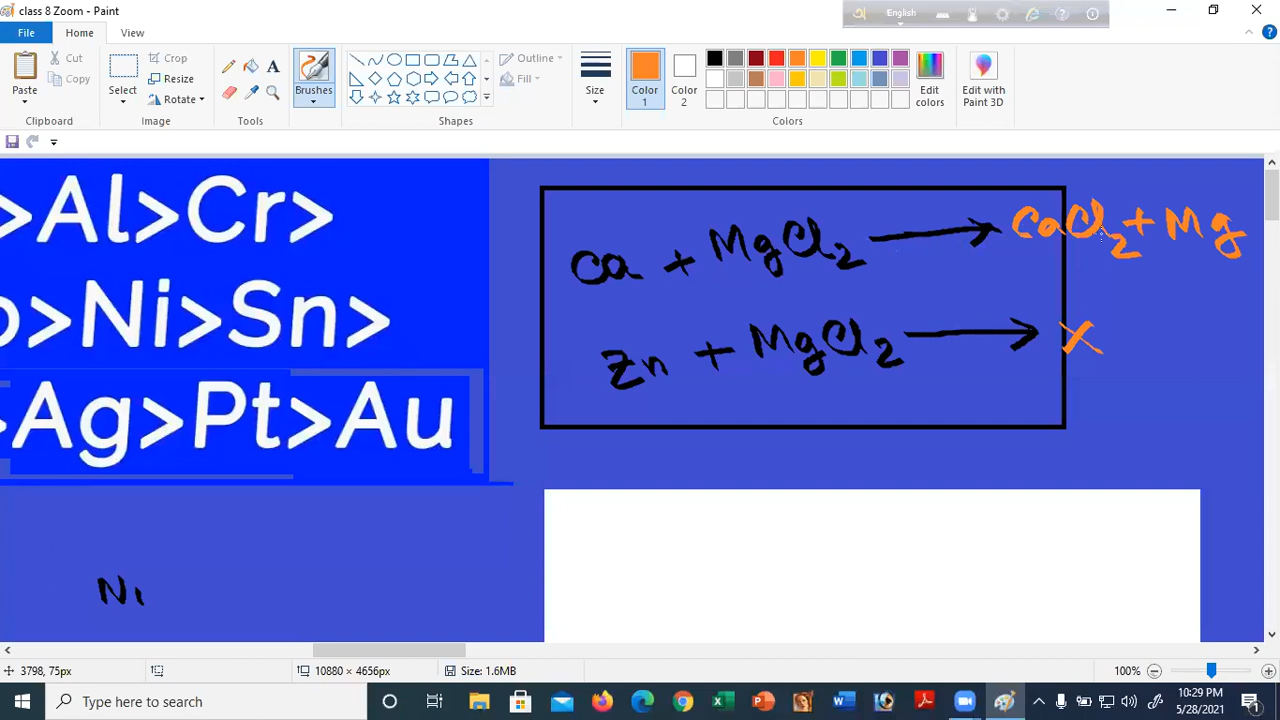 class 8 Zoom - Paint
English
File
Home
View
Paste
Cut
Copy
Clipboard
Select
Crop
Resize
Rotate
Image
A
Tools
Brushes
Shapes
Outline
Fill
Size
Color 1
Color 2
Colors
Edit colors
Edit with Paint 3D
>Al>Cr>
>Ni>Sn>
>Ag>Pt>Au
Ca + MgCl2 → CaCl2 + Mg
Zn + MgCl2 → X
Ni
3798, 75px
10880 × 4656px
Size: 1.6MB
100%
Type here to search
10:29 PM
5/28/2021
1